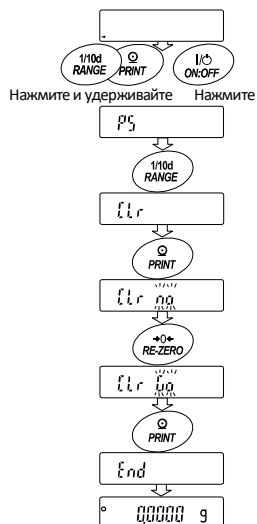 1/10d RANGE PRINT I/⏻ ON:OFF
Нажмите и удерживайте Нажмите
PS
1/10d
RANGE
Clr
PRINT
Clr no
→0←
RE-ZERO
Clr Go
PRINT
End
0.0000 g